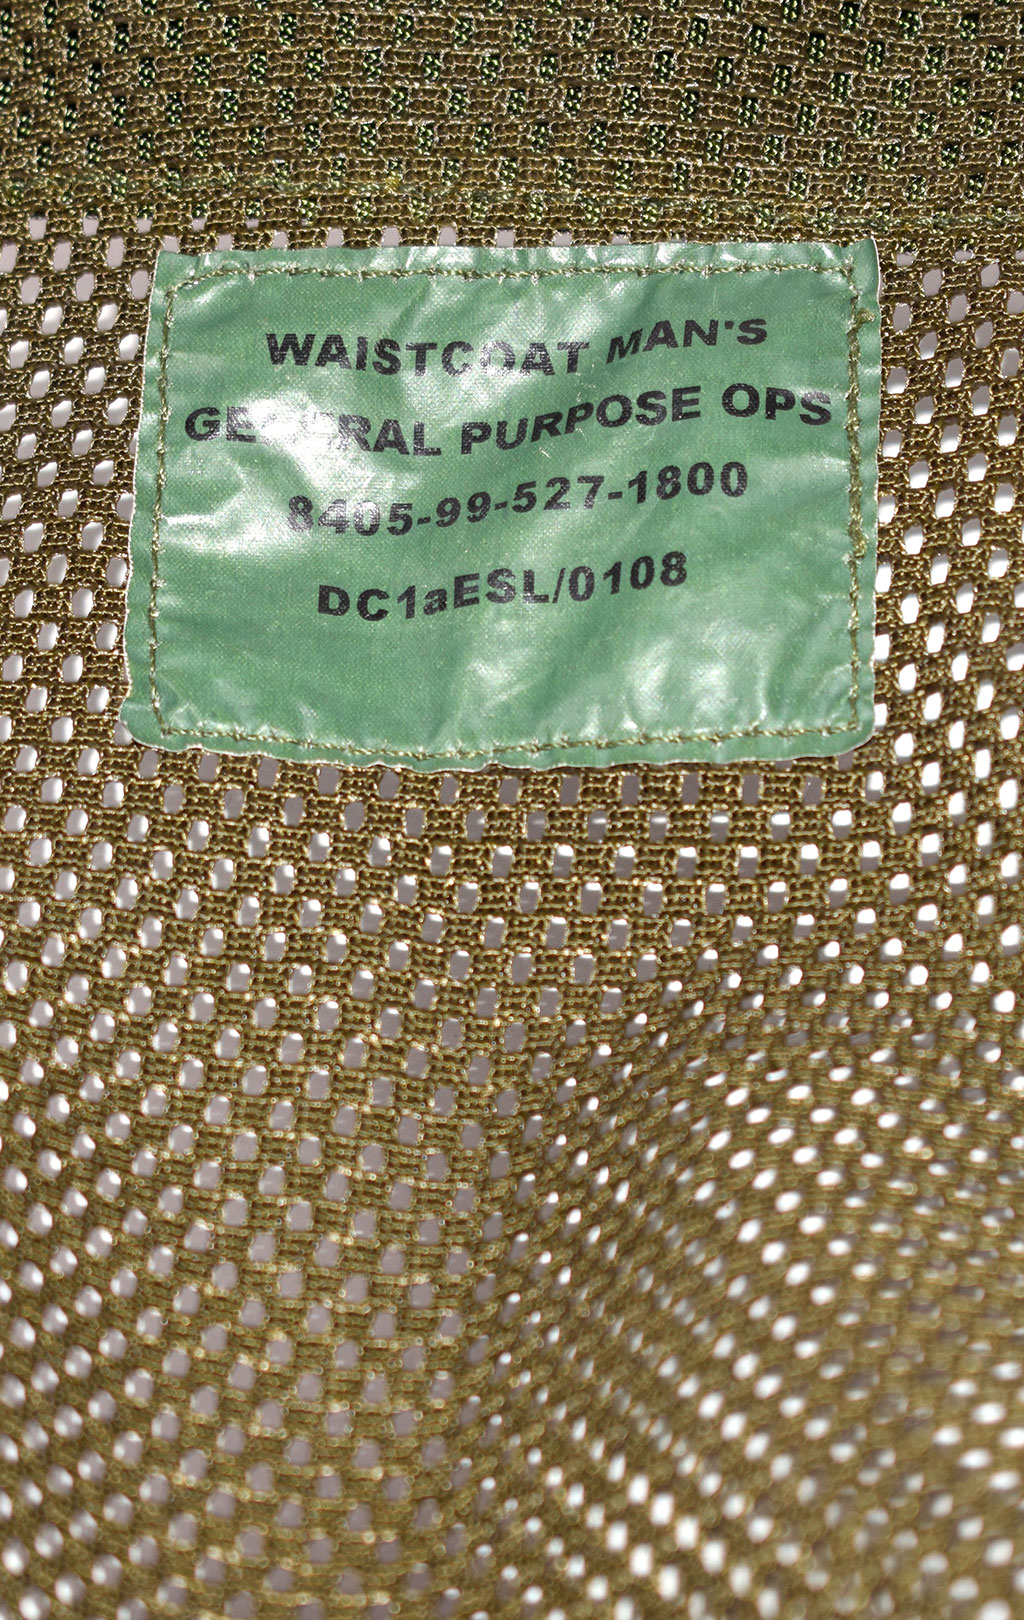 WAISTCOAT MAN'S
GENERAL PURPOSE OPS
8405-99-527-1800
DC1aESL/0108